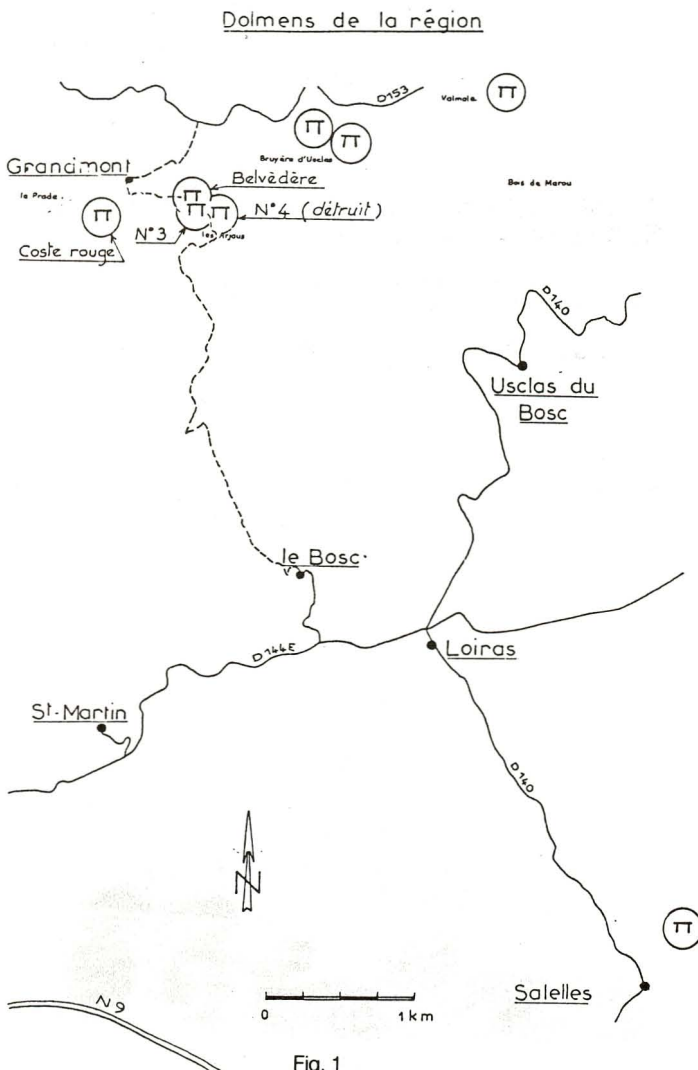 Dolmens de la région
D153
Valmale
Bruyère d'Usclas
Grandmont
Belvèdère
Bois de Marou
la Prade
N°4 (détruit)
N°3
les Arjaus
Coste rouge
D140
Usclas du
Bosc
le Bosc
D144E
Loiras
St-Martin
D140
N
Salelles
N9
0
1 km
Fig. 1